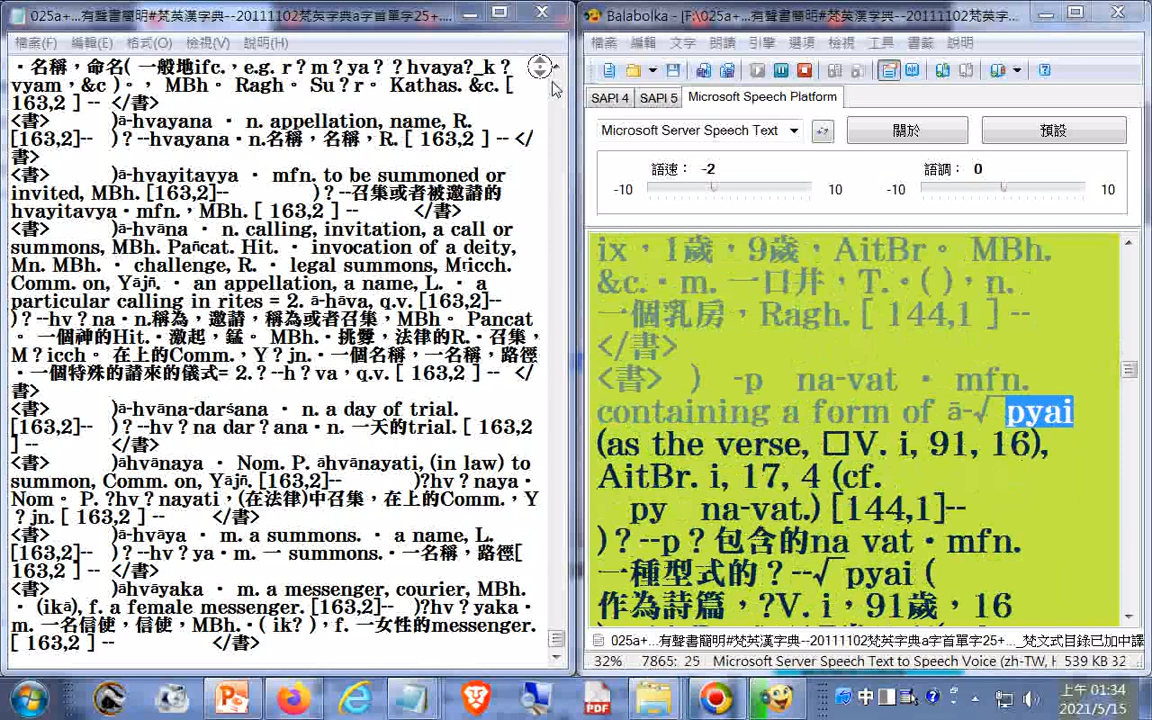 025a+...有聲書簡明#梵英漢字典--20111102梵英字典a字首單字25+...
檔案(F) 編輯(E) 格式(O) 檢視(V) 說明(H)
・名稱，命名( 一般地ifc.，e.g. r？m？ya？？hvaya?_k？
vyam，&c )。， MBh。Ragh。Su？r。Kathas. &c. [
163,2 ] -- </書>
<書> )ā-hvayana ・ n. appellation, name, R.
[163,2]-- )？--hvayana・n.名稱，名稱，R. [ 163,2 ] -- </
書>
<書> )ā-hvayitavya ・ mfn. to be summoned or
invited, MBh. [163,2]-- )？--召集或者被邀請的
hvayitavya・mfn.，MBh. [ 163,2 ] -- </書>
<書> )ā-hvāna ・ n. calling, invitation, a call or
summons, MBh. Pañcat. Hit. ・ invocation of a deity,
Mn. MBh. ・ challenge, R. ・ legal summons, Mṛicch.
Comm. on, Yājñ. ・ an appellation, a name, L. ・ a
particular calling in rites = 2. ā-hāva, q.v. [163,2]--
)？--hv？na・n.稱為，邀請，稱為或者召集，MBh。Pancat
。一個神的Hit.・激起，錳。 MBh.・挑釁，法律的R.・召集，
M？icch。 在上的Comm.，Y？jn.・一個名稱，一名稱，路徑
・一個特殊的請來的儀式= 2.？--h？va，q.v. [ 163,2 ] -- </
書>
<書> )ā-hvāna-darśana ・ n. a day of trial.
[163,2]-- )？--hv？na dar？ana・n. 一天的trial. [ 163,2
] -- </書>
<書> )āhvānaya ・ Nom. P. āhvānayati, (in law) to
summon, Comm. on, Yājñ. [163,2]-- )?hv？naya・
Nom。P. ?hv？nayati，(在法律)中召集，在上的Comm.，Y
？jn. [ 163,2 ] -- </書>
<書> )ā-hvāya ・ m. a summons. ・ a name, L.
[163,2]-- )？--hv？ya・m. 一 summons.・一名稱，路徑[
163,2 ] -- </書>
<書> )āhvāyaka ・ m. a messenger, courier, MBh.
・ (ikā), f. a female messenger. [163,2]-- )?hv？yaka・
m. 一名信使，信使，MBh.・( ik？)，f. 一女性的messenger.
[ 163,2 ] -- </書>
Balabolka - [F:\025a+...有聲書簡明#梵英漢字典--20111102梵英字...
檔案 編輯 文字 朗讀 引擎 選項 檢視 工具 書籤 說明
SAPI 4 SAPI 5 Microsoft Speech Platform
Microsoft Server Speech Text 關於 預設
語速： -2 語調： 0
-10 10 -10 10
ix，1歲，9歲，AitBr。 MBh.
&c.・m. 一口井，T.・( )，n.
一個乳房，Ragh. [ 144,1 ] --
</書>
<書> ) -p na-vat ・ mfn.
containing a form of ā-√pyai
(as the verse, □V. i, 91, 16),
AitBr. i, 17, 4 (cf.
py na-vat.) [144,1]--
)？--p？包含的na vat・mfn.
一種型式的？--√pyai (
作為詩篇，?V. i，91歲，16
025a+...有聲書簡明#梵英漢字典--20111102梵英字典a字首單字25+..._梵文式目錄已加中譯
32% 7865: 25 Microsoft Server Speech Text to Speech Voice (zh-TW, H 539 KB 32
中
PDF
上午 01:34
2021/5/15